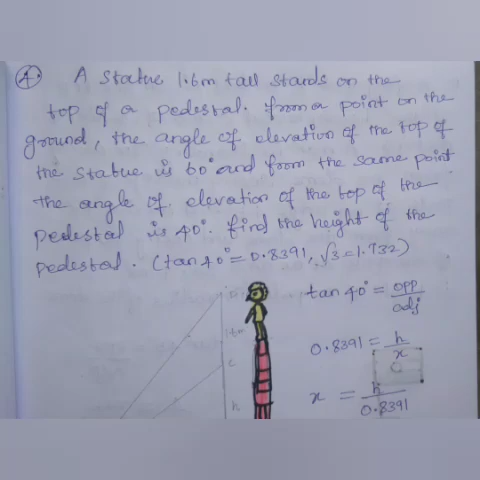 4. A statue 1.6m tall stands on the
top of a pedestal. from a point on the
ground, the angle of elevation of the top of
the statue is 60° and from the same point
the angle of elevation of the top of the
pedestal is 40°. find the height of the
pedestal. (tan 40° = 0.8391, √3 = 1.732)
tan 40° = opp/adj
0.8391 = h/x
x = h/0.8391
D
1.6m
C
h